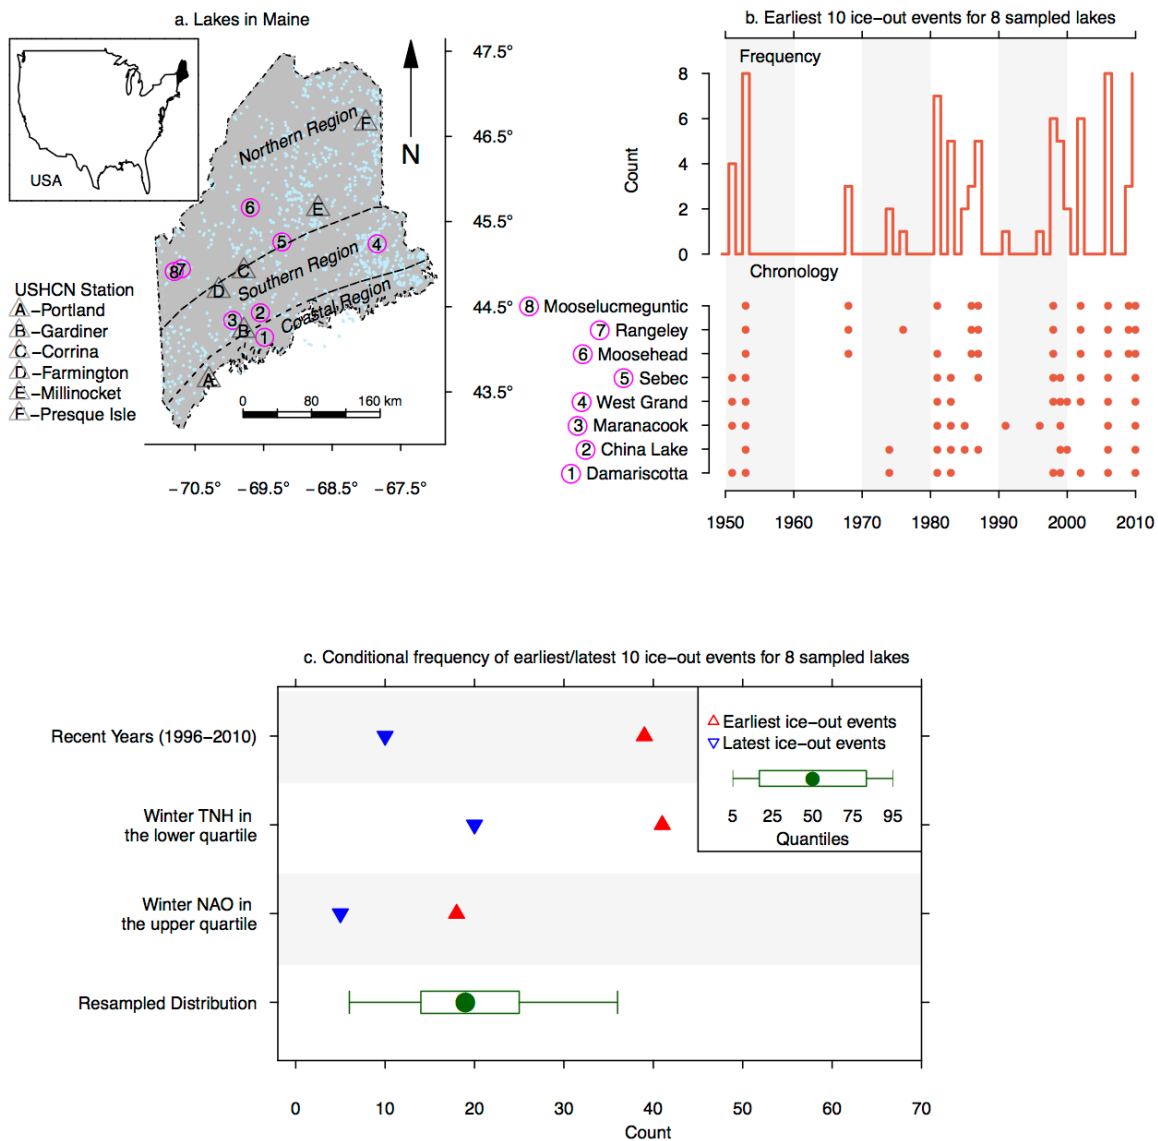 a. Lakes in Maine
USA
47.5°
46.5°
45.5°
44.5°
43.5°
N
Northern Region
Southern Region
Coastal Region
F
E
C
D
B
A
6
5
4
8
7
3
2
1
USHCN Station
A–Portland
B–Gardiner
C–Corrina
D–Farmington
E–Millinocket
F–Presque Isle
0 80 160 km
−70.5° −69.5° −68.5° −67.5°
b. Earliest 10 ice−out events for 8 sampled lakes
Frequency
Count
8
6
4
2
0
Chronology
8 Mooselucmeguntic
7 Rangeley
6 Moosehead
5 Sebec
4 West Grand
3 Maranacook
2 China Lake
1 Damariscotta
1950 1960 1970 1980 1990 2000 2010
c. Conditional frequency of earliest/latest 10 ice−out events for 8 sampled lakes
Earliest ice−out events
Latest ice−out events
5 25 50 75 95
Quantiles
Recent Years (1996−2010)
Winter TNH in
the lower quartile
Winter NAO in
the upper quartile
Resampled Distribution
0 10 20 30 40 50 60 70
Count